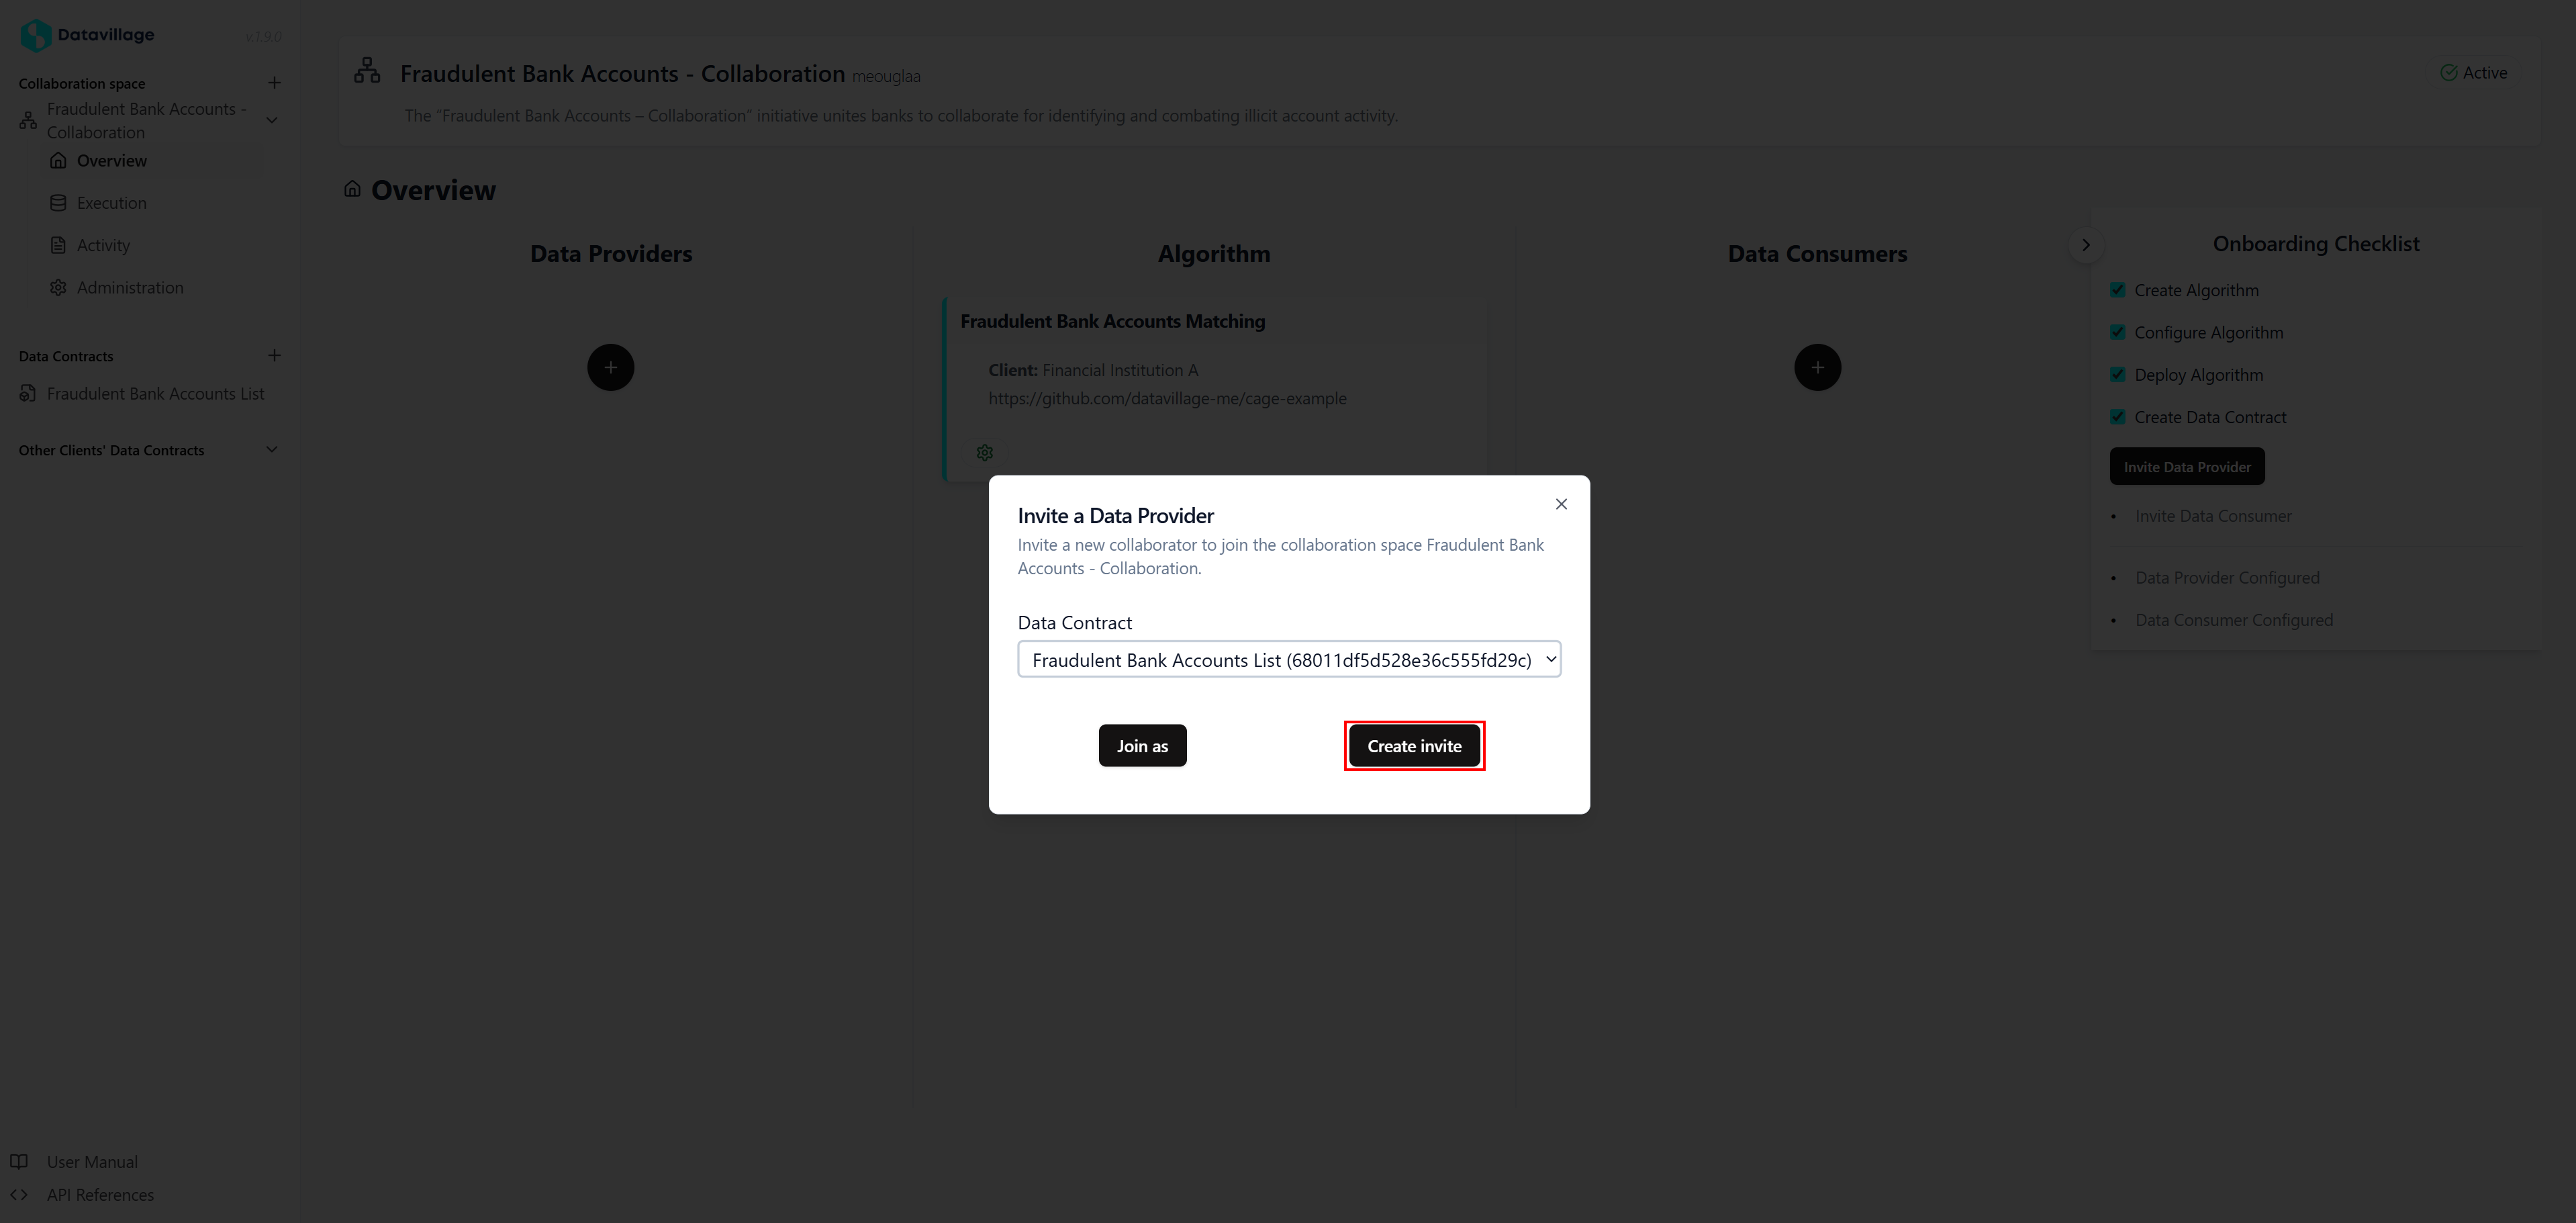 Datavillage
v.1.9.0
Collaboration space
Fraudulent Bank Accounts -
Collaboration
Overview
Execution
Activity
Administration
Data Contracts
Fraudulent Bank Accounts List
Other Clients' Data Contracts
User Manual
API References
Fraudulent Bank Accounts - Collaboration meouglaa
Active
The “Fraudulent Bank Accounts – Collaboration” initiative unites banks to collaborate for identifying and combating illicit account activity.
Overview
Data Providers
Algorithm
Fraudulent Bank Accounts Matching
Client: Financial Institution A
https://github.com/datavillage-me/cage-example
Data Consumers
Onboarding Checklist
Create Algorithm
Configure Algorithm
Deploy Algorithm
Create Data Contract
Invite Data Provider
• Invite Data Consumer
• Data Provider Configured
• Data Consumer Configured
Invite a Data Provider
Invite a new collaborator to join the collaboration space Fraudulent Bank
Accounts - Collaboration.
Data Contract
Fraudulent Bank Accounts List (68011df5d528e36c555fd29c)
Join as
Create invite